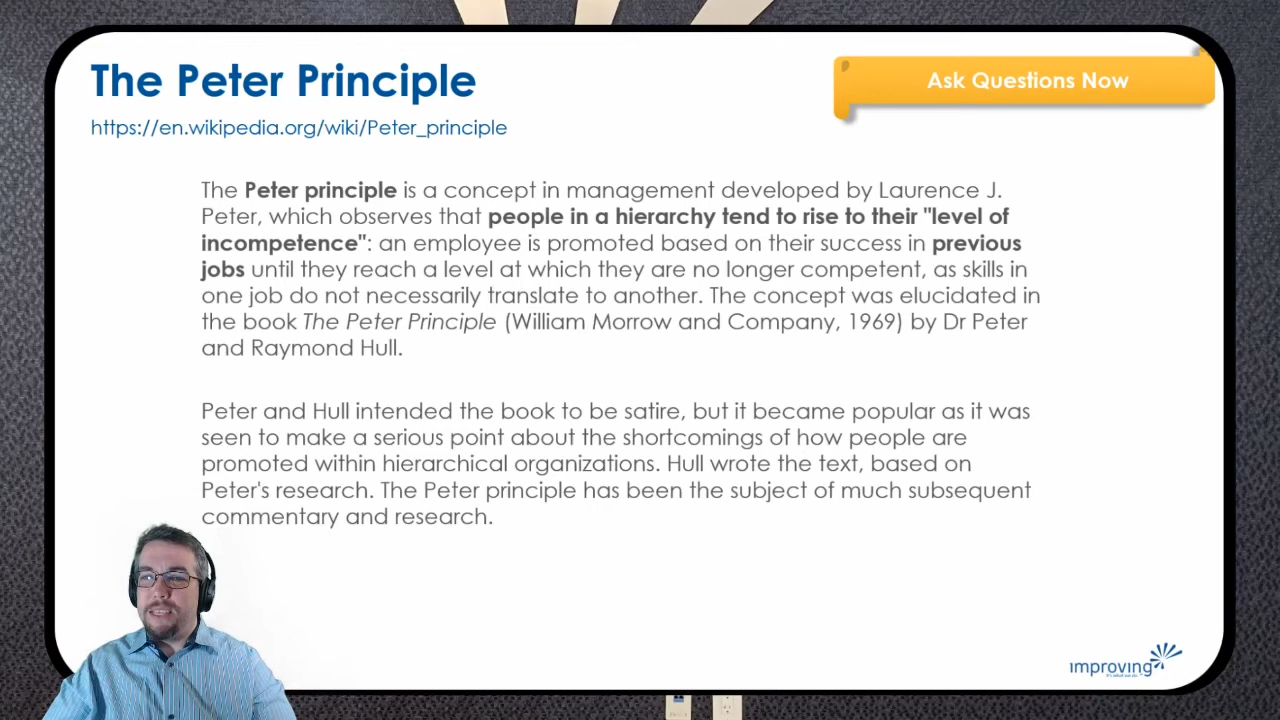 The Peter Principle
Ask Questions Now
https://en.wikipedia.org/wiki/Peter_principle
The Peter principle is a concept in management developed by Laurence J.
Peter, which observes that people in a hierarchy tend to rise to their "level of
incompetence": an employee is promoted based on their success in previous
jobs until they reach a level at which they are no longer competent, as skills in
one job do not necessarily translate to another. The concept was elucidated in
the book The Peter Principle (William Morrow and Company, 1969) by Dr Peter
and Raymond Hull.
Peter and Hull intended the book to be satire, but it became popular as it was
seen to make a serious point about the shortcomings of how people are
promoted within hierarchical organizations. Hull wrote the text, based on
Peter's research. The Peter principle has been the subject of much subsequent
commentary and research.
improving
It's what we do.